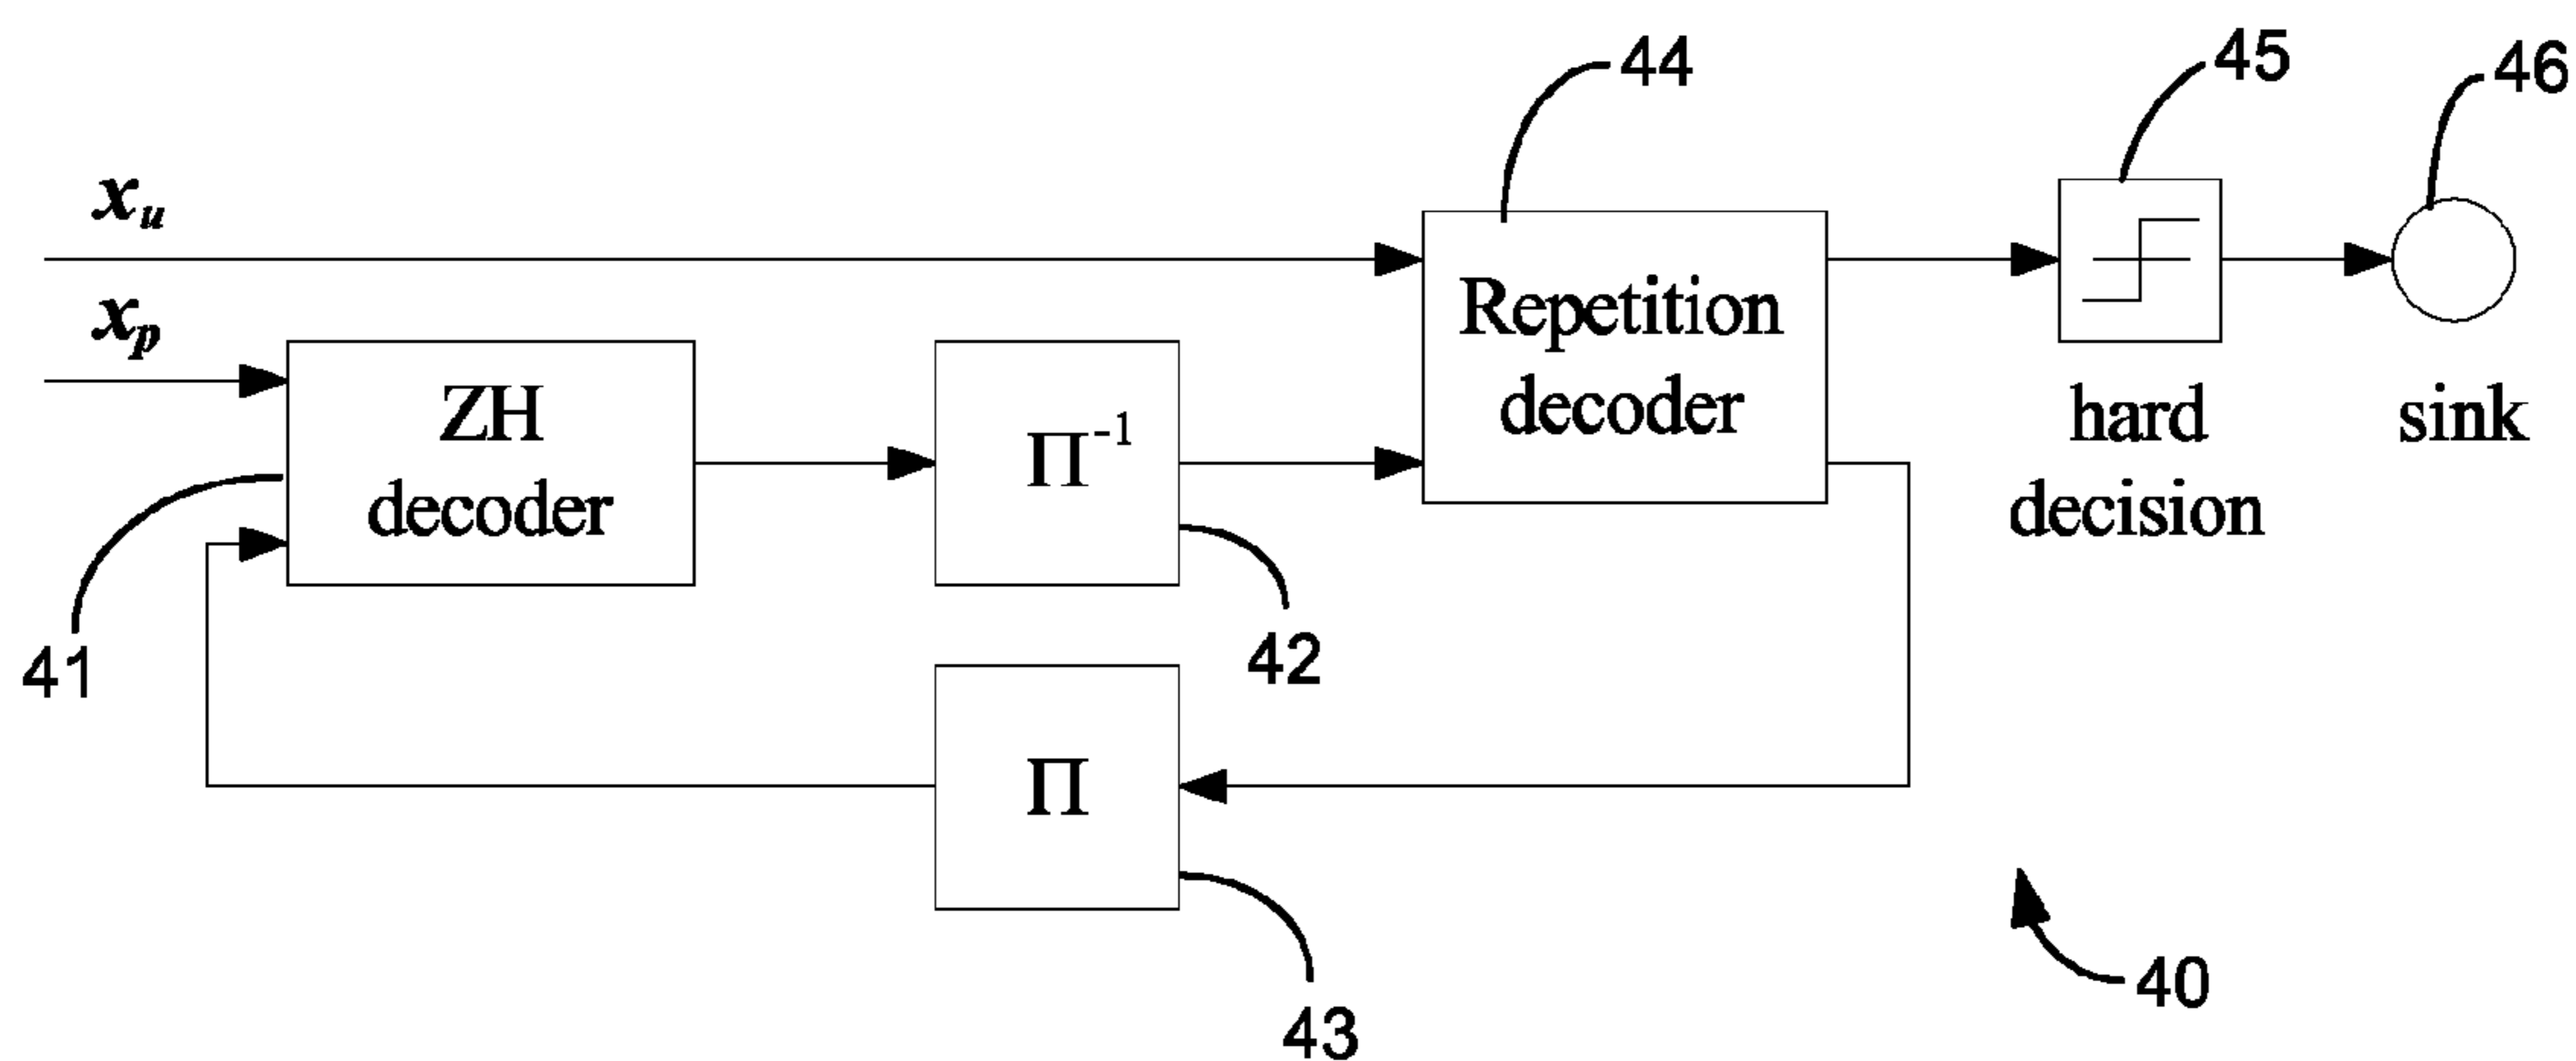 44
45
46
x_u
x_p
Repetition
decoder
ZH
decoder
Π^-1
hard
decision
sink
41
42
Π
43
40